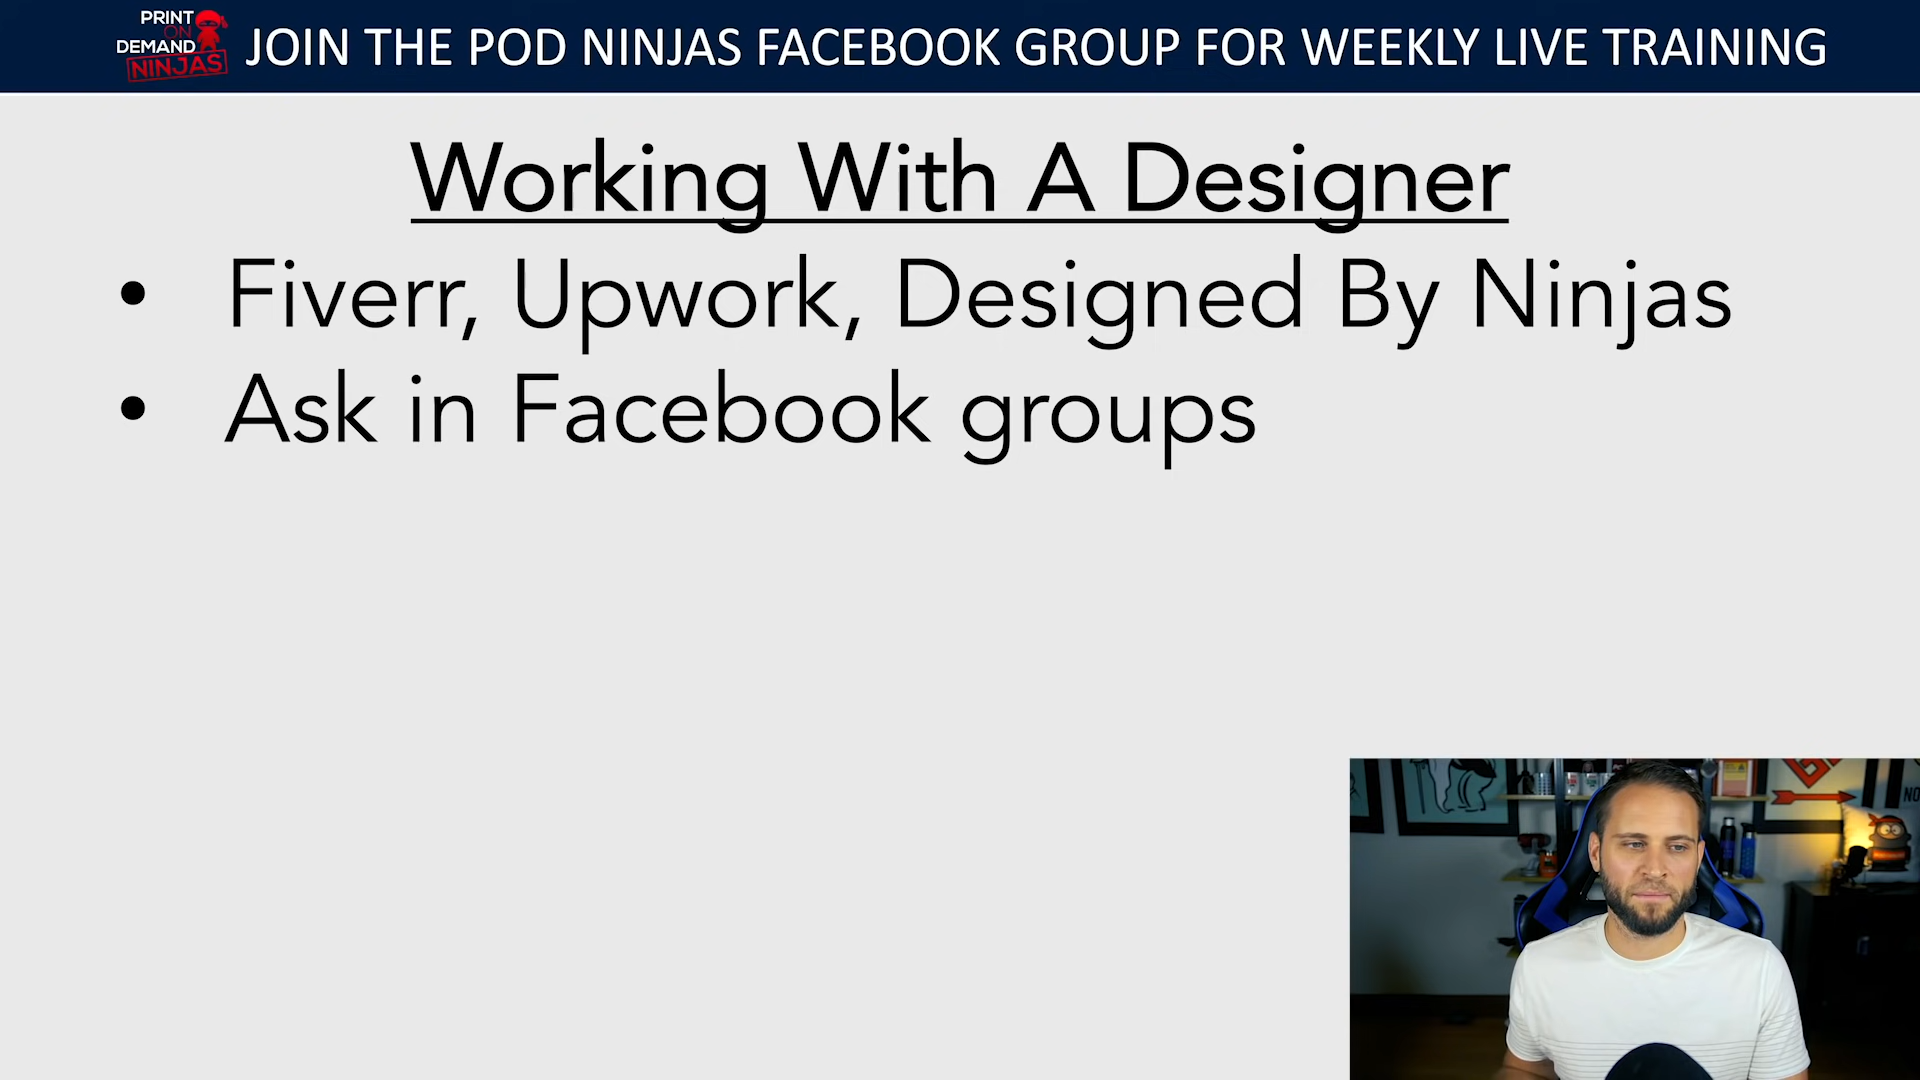 PRINT
ON
DEMAND
NINJAS
JOIN THE POD NINJAS FACEBOOK GROUP FOR WEEKLY LIVE TRAINING
Working With A Designer
• Fiverr, Upwork, Designed By Ninjas
• Ask in Facebook groups
NO